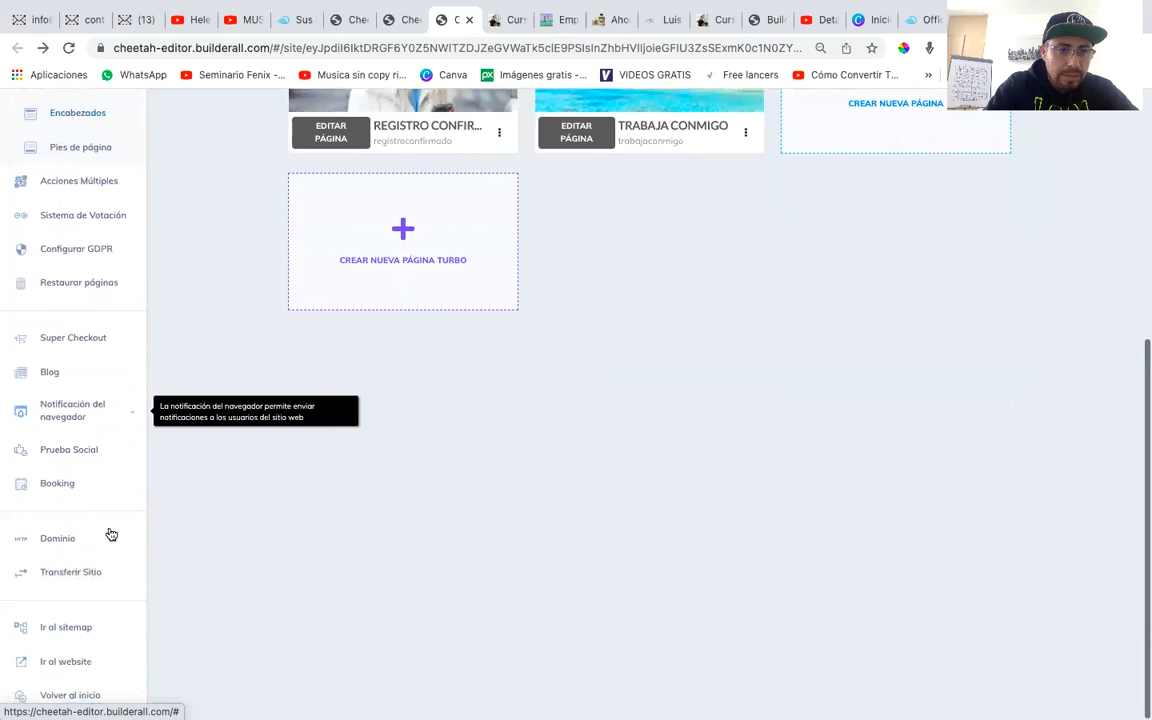 info
cont
(13)
Hele
MUS
Sus
Che
Che
C
Curs
Emp
Aho
Luis
Curs
Buil
Deta
Inici
Offi
cheetah-editor.builderall.com/#/site/
Aplicaciones
WhatsApp
Seminario Fenix -...
Musica sin copy ri...
Canva
Imágenes gratis -...
VIDEOS GRATIS
Free lancers
Cómo Convertir T...
»
Encabezados
Pies de página
Acciones Múltiples
Sistema de Votación
Configurar GDPR
Restaurar páginas
Super Checkout
Blog
Notificación del
navegador
Prueba Social
Booking
HTTP Dominio
Transferir Sitio
Ir al sitemap
Ir al website
Volver al inicio
EDITAR
PÁGINA
REGISTRO CONFIR...
registroconfirmado
EDITAR
PÁGINA
TRABAJA CONMIGO
trabajaconmigo
CREAR NUEVA PÁGINA
CREAR NUEVA PÁGINA TURBO
La notificación del navegador permite enviar
notificaciones a los usuarios del sitio web
https://cheetah-editor.builderall.com/#